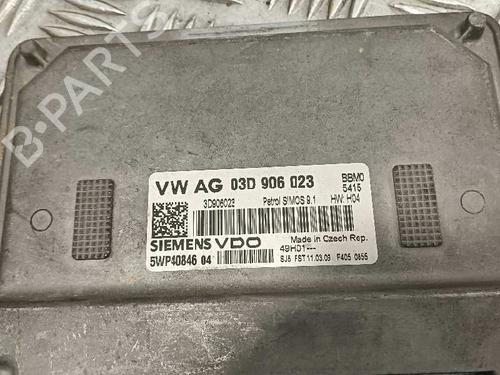 B-PARTS
VW AG 03D 906 023 BBM0
5415
3D906023 Petrol SIMOS 9.1 HW: H04
SIEMENS VDO Made in Czech Rep.
49H01---
5WP40846 04 SJ5 FST 11.03.09 F405 0855